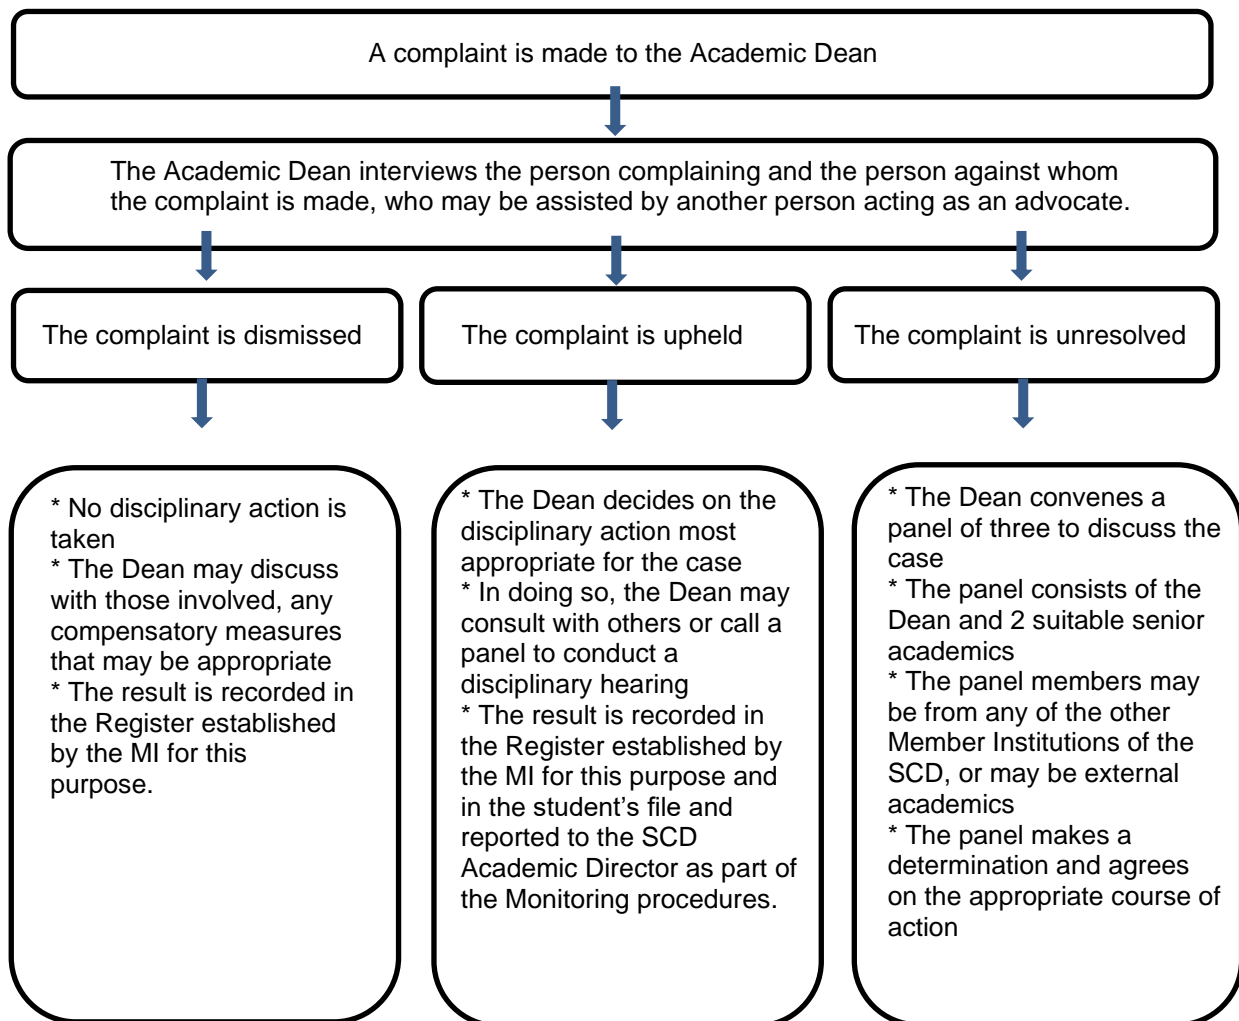 A complaint is made to the Academic Dean
The Academic Dean interviews the person complaining and the person against whom
the complaint is made, who may be assisted by another person acting as an advocate.
The complaint is dismissed
The complaint is upheld
The complaint is unresolved
* No disciplinary action is
taken
* The Dean may discuss
with those involved, any
compensatory measures
that may be appropriate
* The result is recorded in
the Register established
by the MI for this
purpose.
* The Dean decides on the
disciplinary action most
appropriate for the case
* In doing so, the Dean may
consult with others or call a
panel to conduct a
disciplinary hearing
* The result is recorded in
the Register established by
the MI for this purpose and
in the student’s file and
reported to the SCD
Academic Director as part of
the Monitoring procedures.
* The Dean convenes a
panel of three to discuss the
case
* The panel consists of the
Dean and 2 suitable senior
academics
* The panel members may
be from any of the other
Member Institutions of the
SCD, or may be external
academics
* The panel makes a
determination and agrees
on the appropriate course of
action